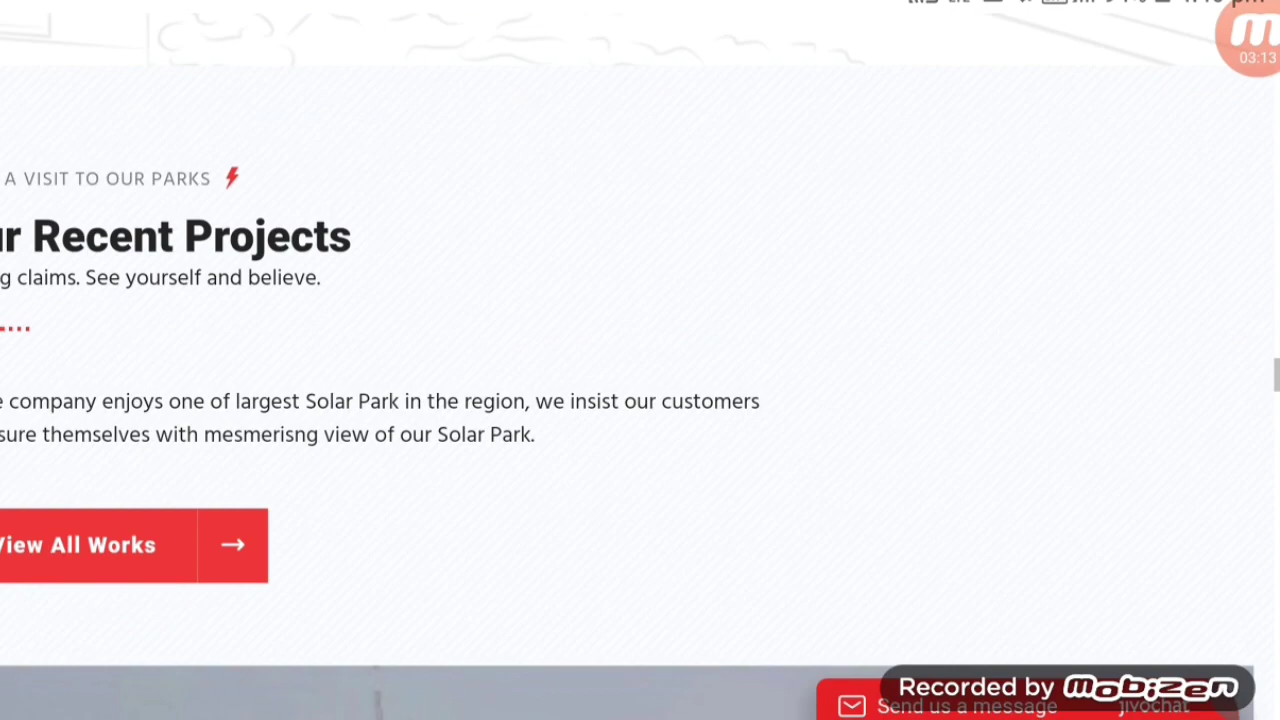 03:13
A VISIT TO OUR PARKS
Recent Projects
claims. See yourself and believe.
company enjoys one of largest Solar Park in the region, we insist our customers
themselves with mesmerisng view of our Solar Park.
View All Works
Recorded by Mobizen
Send us a message jivochat